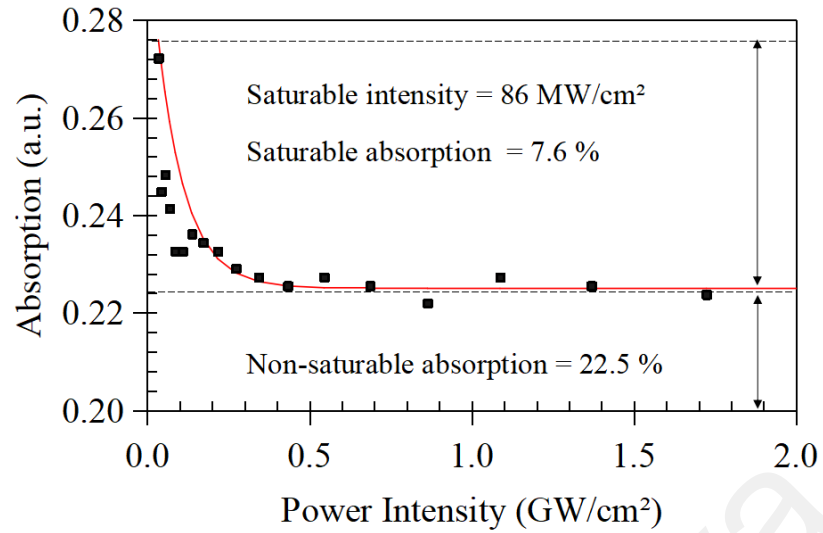 0.28
0.26
0.24
0.22
0.20
Absorption (a.u.)
Saturable intensity = 86 MW/cm²
Saturable absorption = 7.6 %
Non-saturable absorption = 22.5 %
0.0 0.5 1.0 1.5 2.0
Power Intensity (GW/cm²)